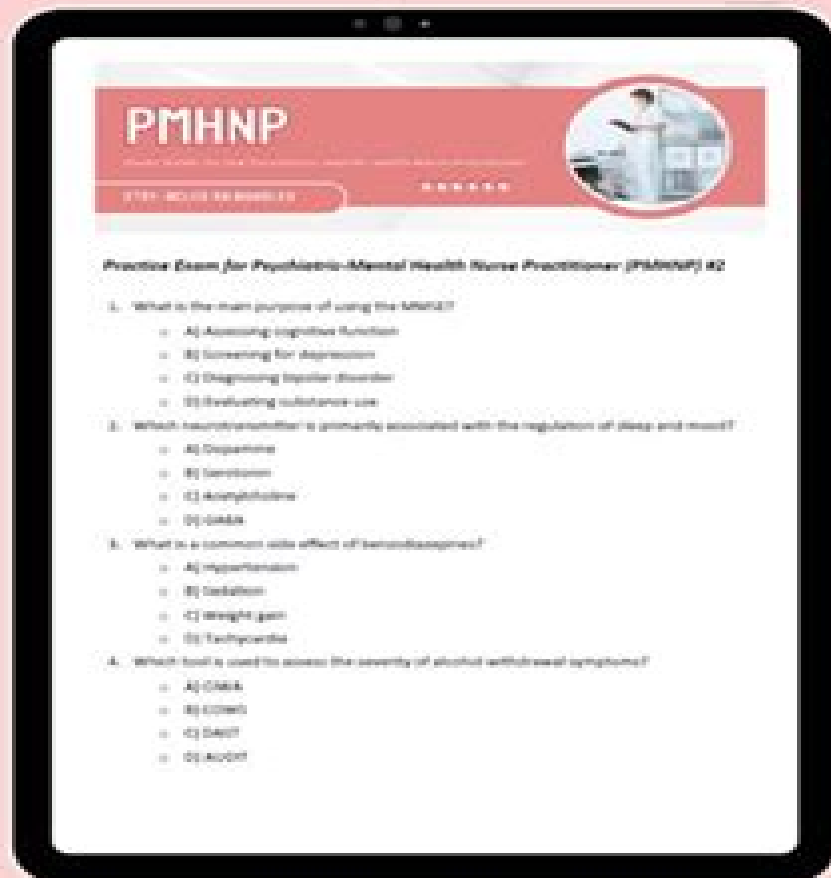 PMHNP
Practice Exam for Psychiatric-Mental Health Nurse Practitioner (PMHNP) #2
1. What is the main purpose of using the MMSE?
o A) Assessing cognitive function
o B) Screening for depression
o C) Diagnosing bipolar disorder
o D) Evaluating substance use
2. Which neurotransmitter is primarily associated with the regulation of sleep and mood?
o A) Dopamine
o B) Serotonin
o C) Acetylcholine
o D) GABA
3. What is a common side effect of benzodiazepines?
o A) Hypertension
o B) Sedation
o C) Weight gain
o D) Tachycardia
4. Which tool is used to assess the severity of alcohol withdrawal symptoms?
o A) CIWA
o B) COWS
o C) DAST
o D) AUDIT